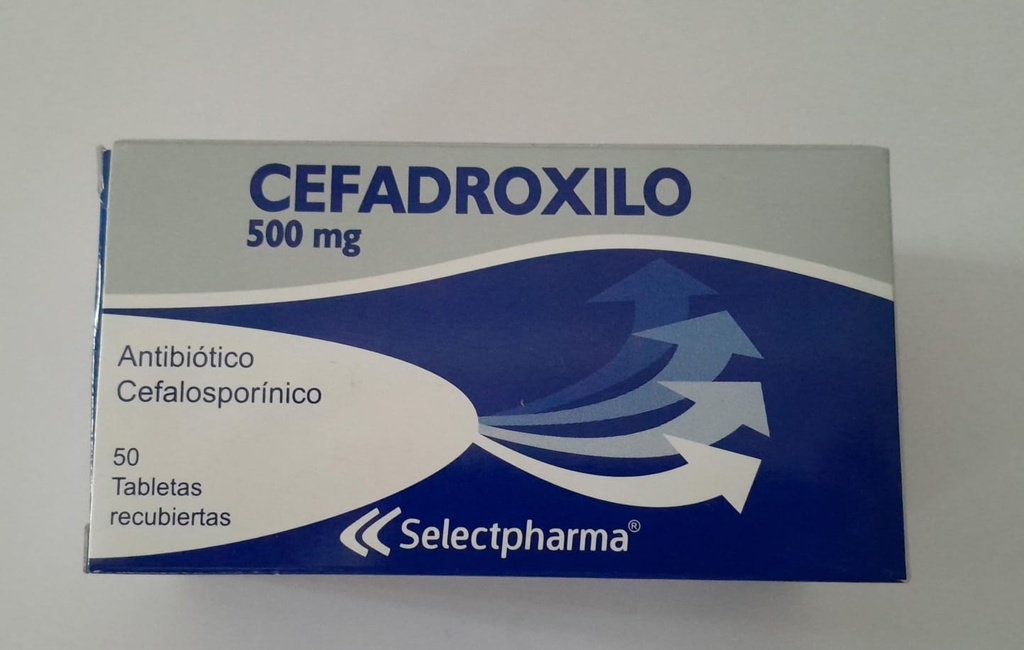 CEFADROXILO
500 mg
Antibiótico
Cefalosporínico
50
Tabletas
recubiertas
Selectpharma®